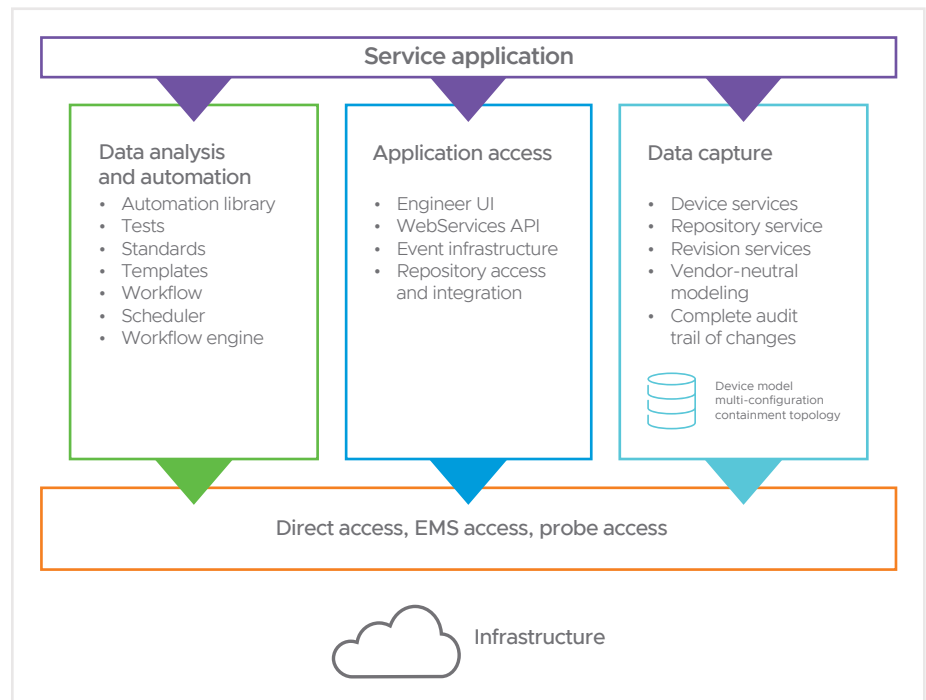 Service application
Data analysis
and automation
• Automation library
• Tests
• Standards
• Templates
• Workflow
• Scheduler
• Workflow engine
Application access
• Engineer UI
• WebServices API
• Event infrastructure
• Repository access
and integration
Data capture
• Device services
• Repository service
• Revision services
• Vendor-neutral
modeling
• Complete audit
trail of changes
Device model
multi-configuration
containment topology
Direct access, EMS access, probe access
Infrastructure